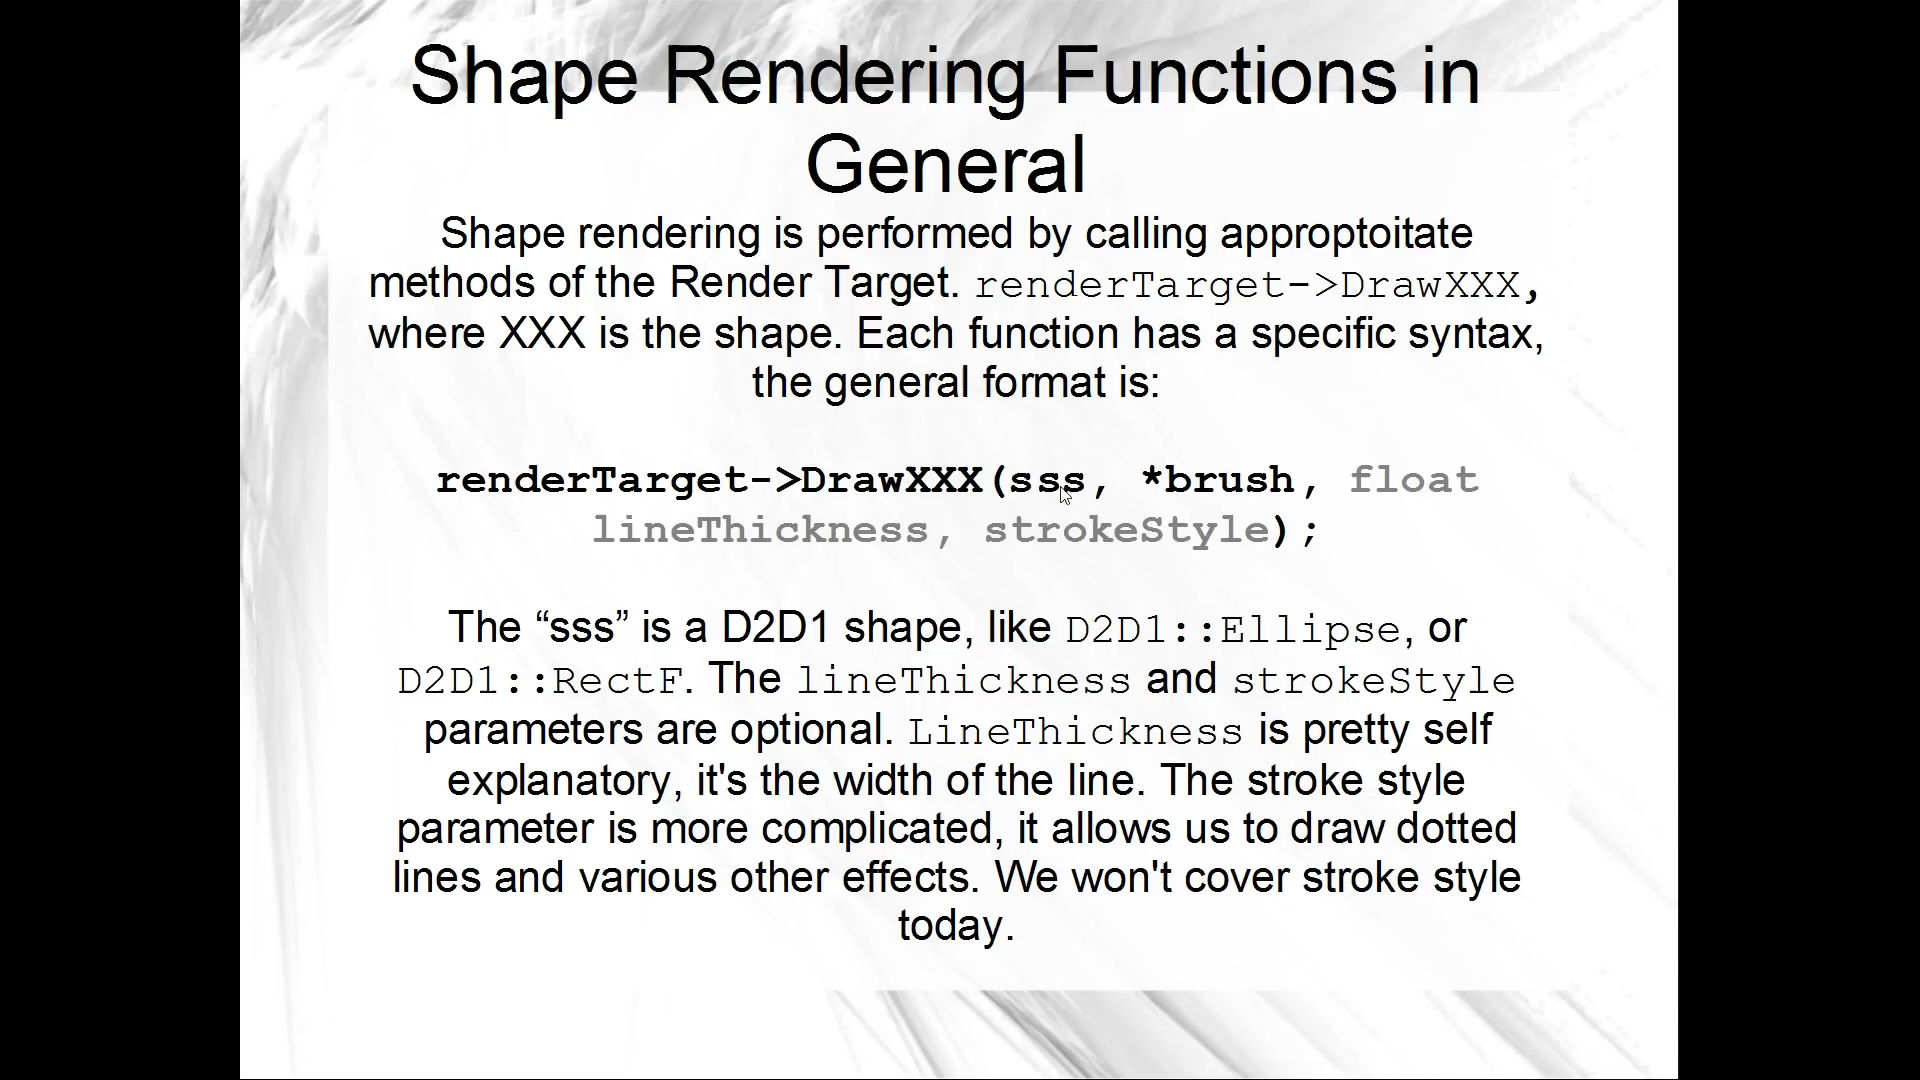 Shape Rendering Functions in
General
Shape rendering is performed by calling approptoitate
methods of the Render Target. renderTarget->DrawXXX,
where XXX is the shape. Each function has a specific syntax,
the general format is:
renderTarget->DrawXXX(sss, *brush, float
lineThickness, strokeStyle);
The “sss” is a D2D1 shape, like D2D1::Ellipse, or
D2D1::RectF. The lineThickness and strokeStyle
parameters are optional. LineThickness is pretty self
explanatory, it's the width of the line. The stroke style
parameter is more complicated, it allows us to draw dotted
lines and various other effects. We won't cover stroke style
today.